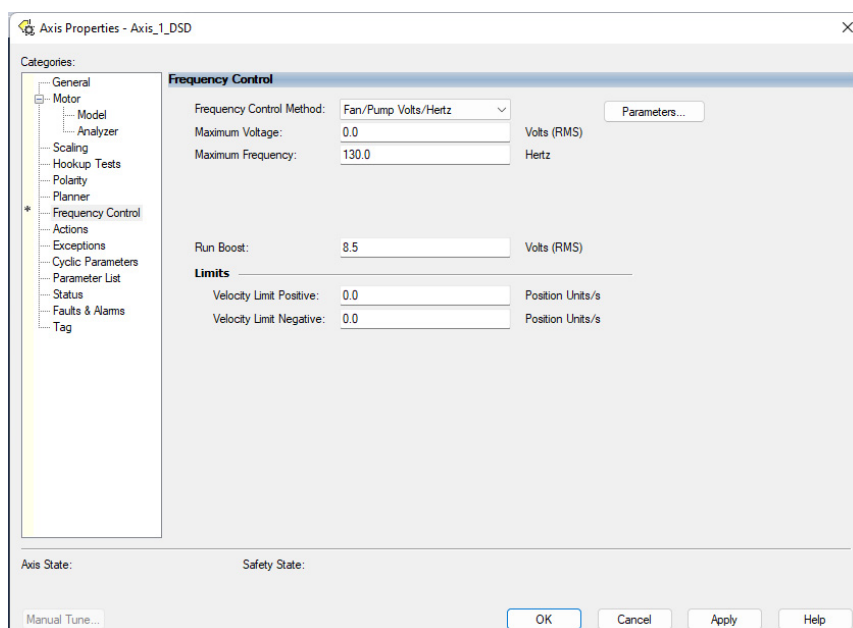 Axis Properties - Axis_1_DSD
Categories:
General
Motor
Model
Analyzer
Scaling
Hookup Tests
Polarity
Planner
* Frequency Control
Actions
Exceptions
Cyclic Parameters
Parameter List
Status
Faults & Alarms
Tag
Frequency Control
Frequency Control Method: Fan/Pump Volts/Hertz Parameters...
Maximum Voltage: 0.0 Volts (RMS)
Maximum Frequency: 130.0 Hertz
Run Boost: 8.5 Volts (RMS)
Limits
Velocity Limit Positive: 0.0 Position Units/s
Velocity Limit Negative: 0.0 Position Units/s
Axis State: Safety State:
Manual Tune... OK Cancel Apply Help